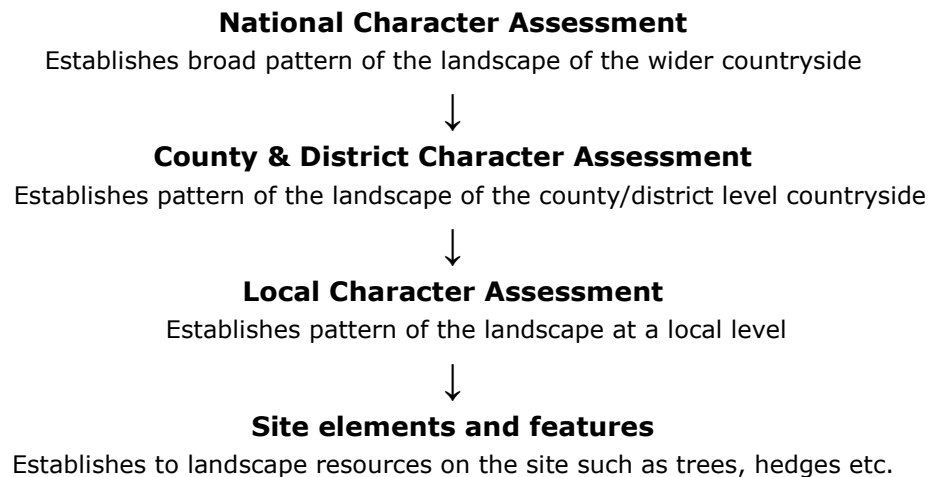 National Character Assessment
Establishes broad pattern of the landscape of the wider countryside
↓
County & District Character Assessment
Establishes pattern of the landscape of the county/district level countryside
↓
Local Character Assessment
Establishes pattern of the landscape at a local level
↓
Site elements and features
Establishes to landscape resources on the site such as trees, hedges etc.